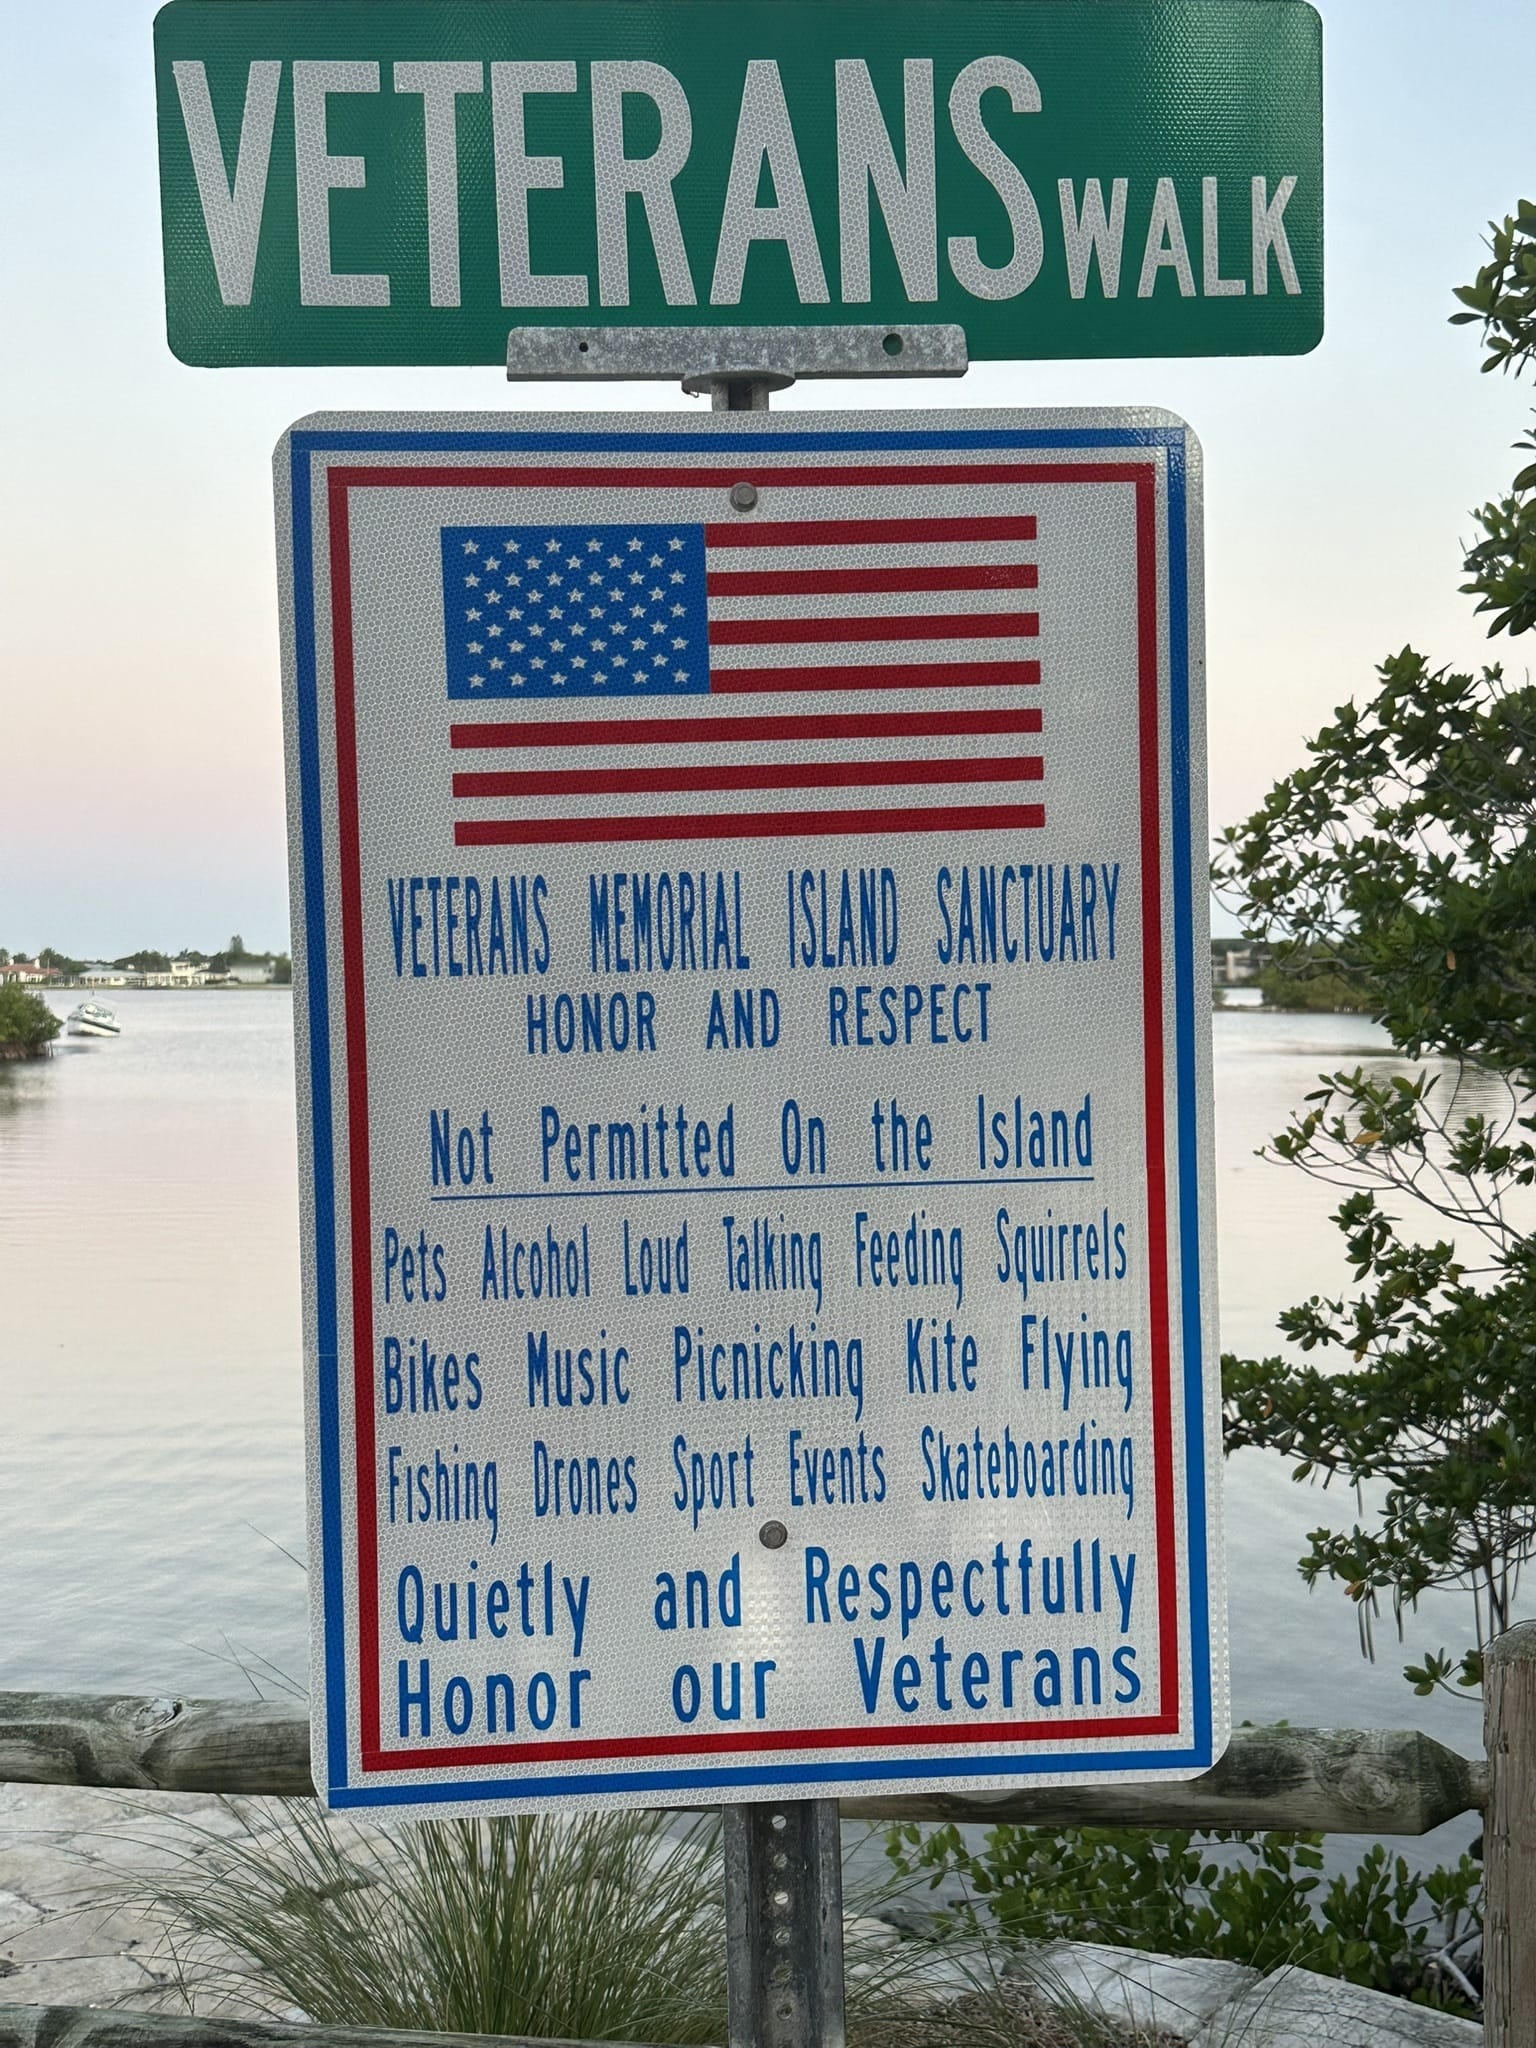 VETERANS WALK
VETERANS MEMORIAL ISLAND SANCTUARY
HONOR AND RESPECT
Not Permitted On the Island
Pets Alcohol Loud Talking Feeding Squirrels
Bikes Music Picnicking Kite Flying
Fishing Drones Sport Events Skateboarding
Quietly and Respectfully
Honor our Veterans